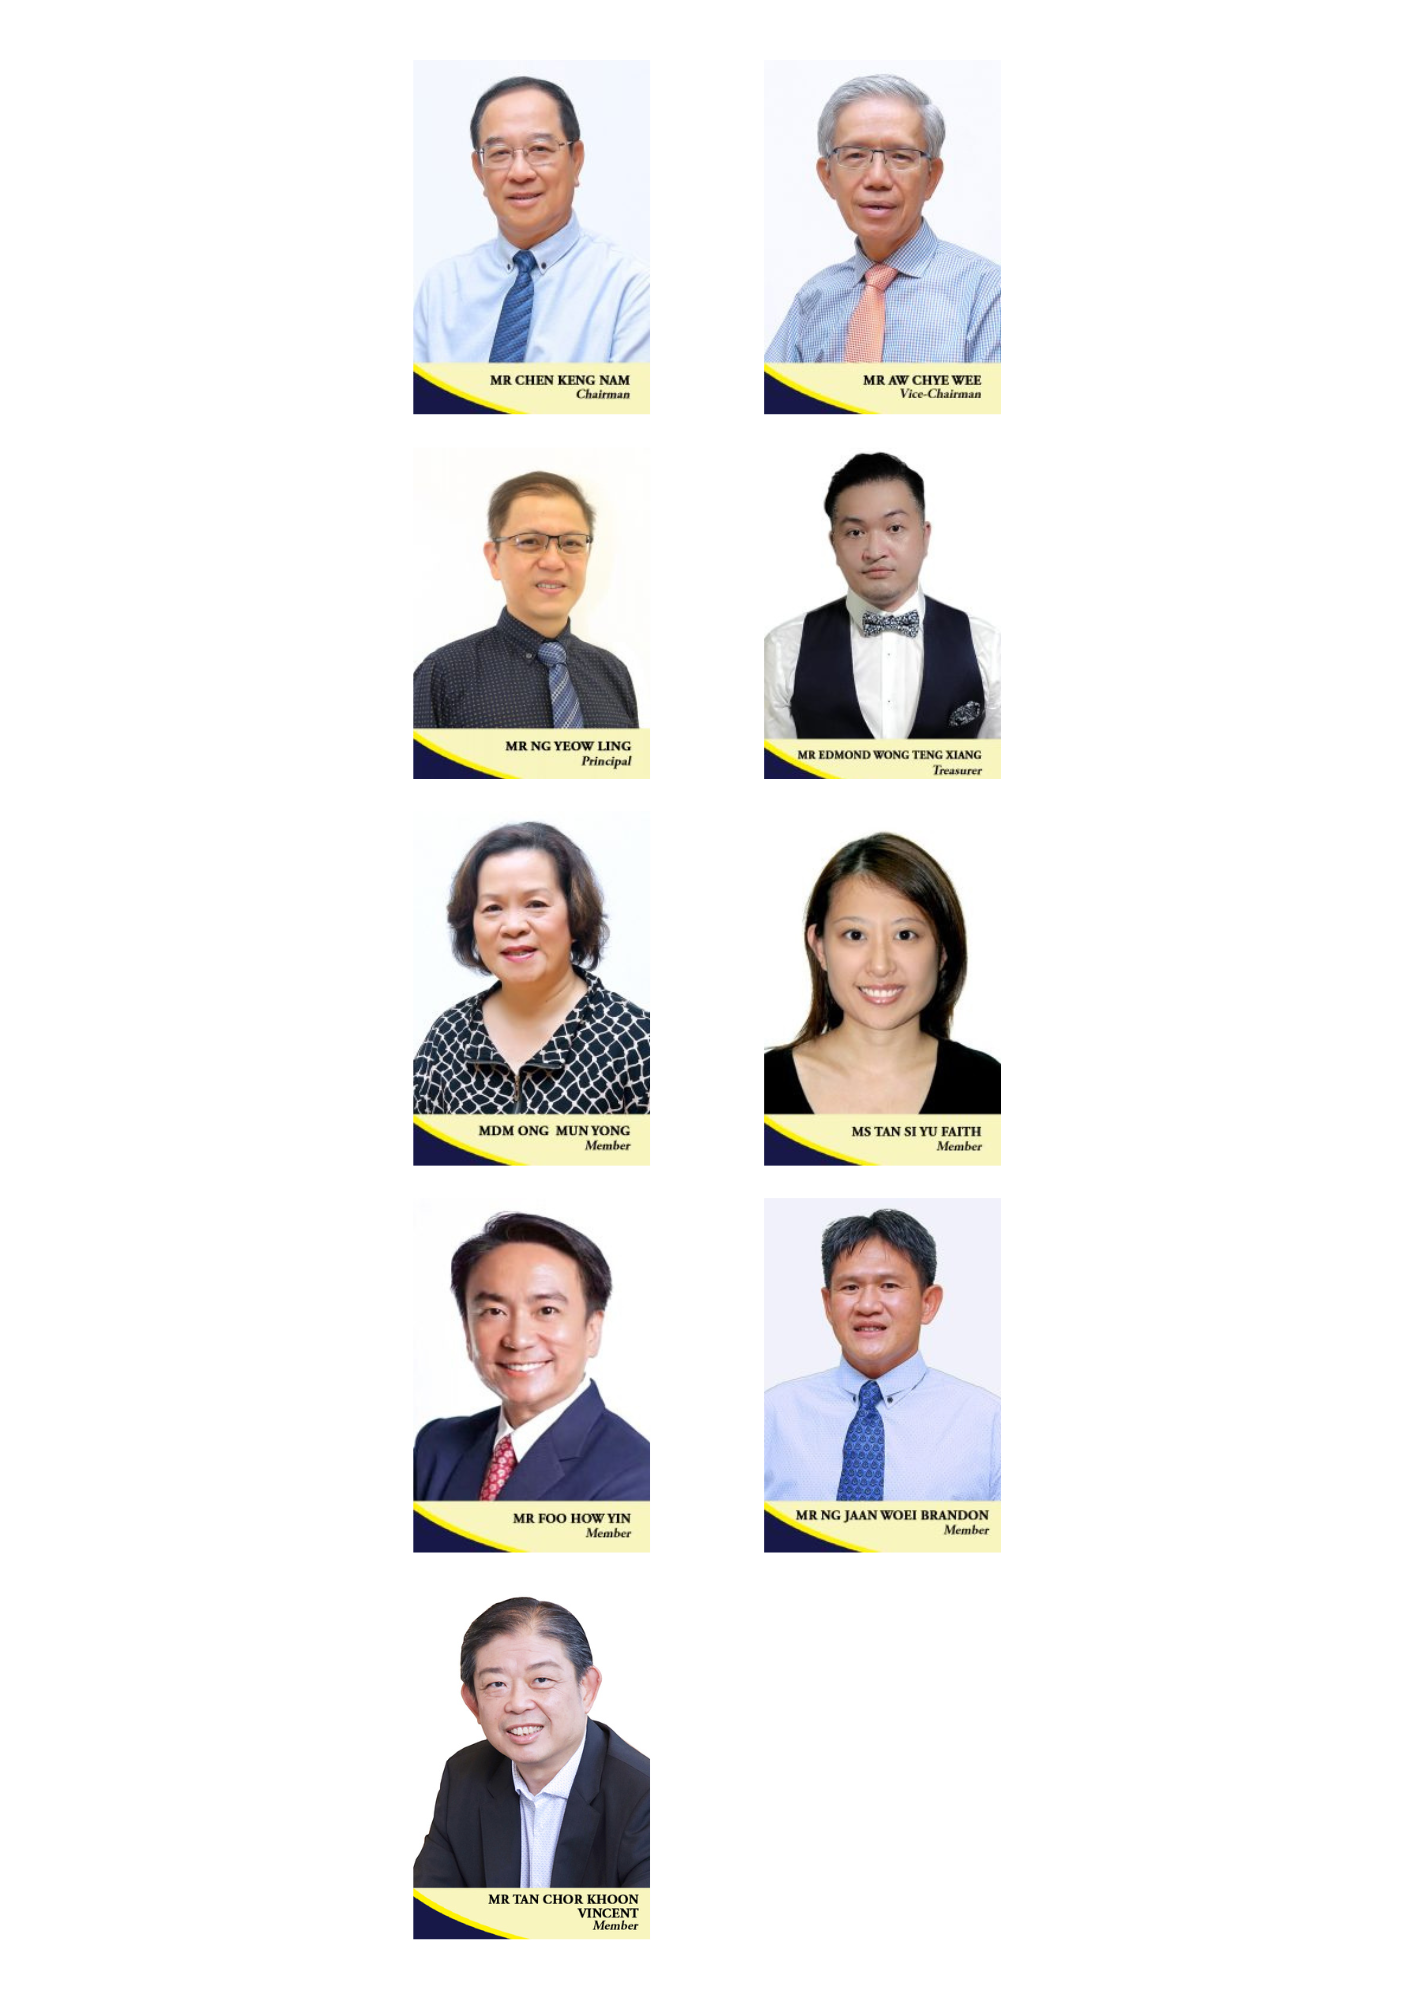 MR CHEN KENG NAM
Chairman
MR AW CHYE WEE
Vice-Chairman
MR NG YEOW LING
Principal
MR EDMOND WONG TENG XIANG
Treasurer
MDM ONG MUN YONG
Member
MS TAN SI YU FAITH
Member
MR FOO HOW YIN
Member
MR NG JAAN WOEI BRANDON
Member
MR TAN CHOR KHOON
VINCENT
Member